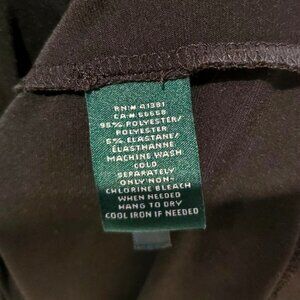 RN# 41381
CA# 56658
95% POLYESTER/
POLYESTER
5% ELASTANE/
ÉLASTHANNE
MACHINE WASH
COLD
SEPARATELY
ONLY NON-
CHLORINE BLEACH
WHEN NEEDED
HANG TO DRY
COOL IRON IF NEEDED